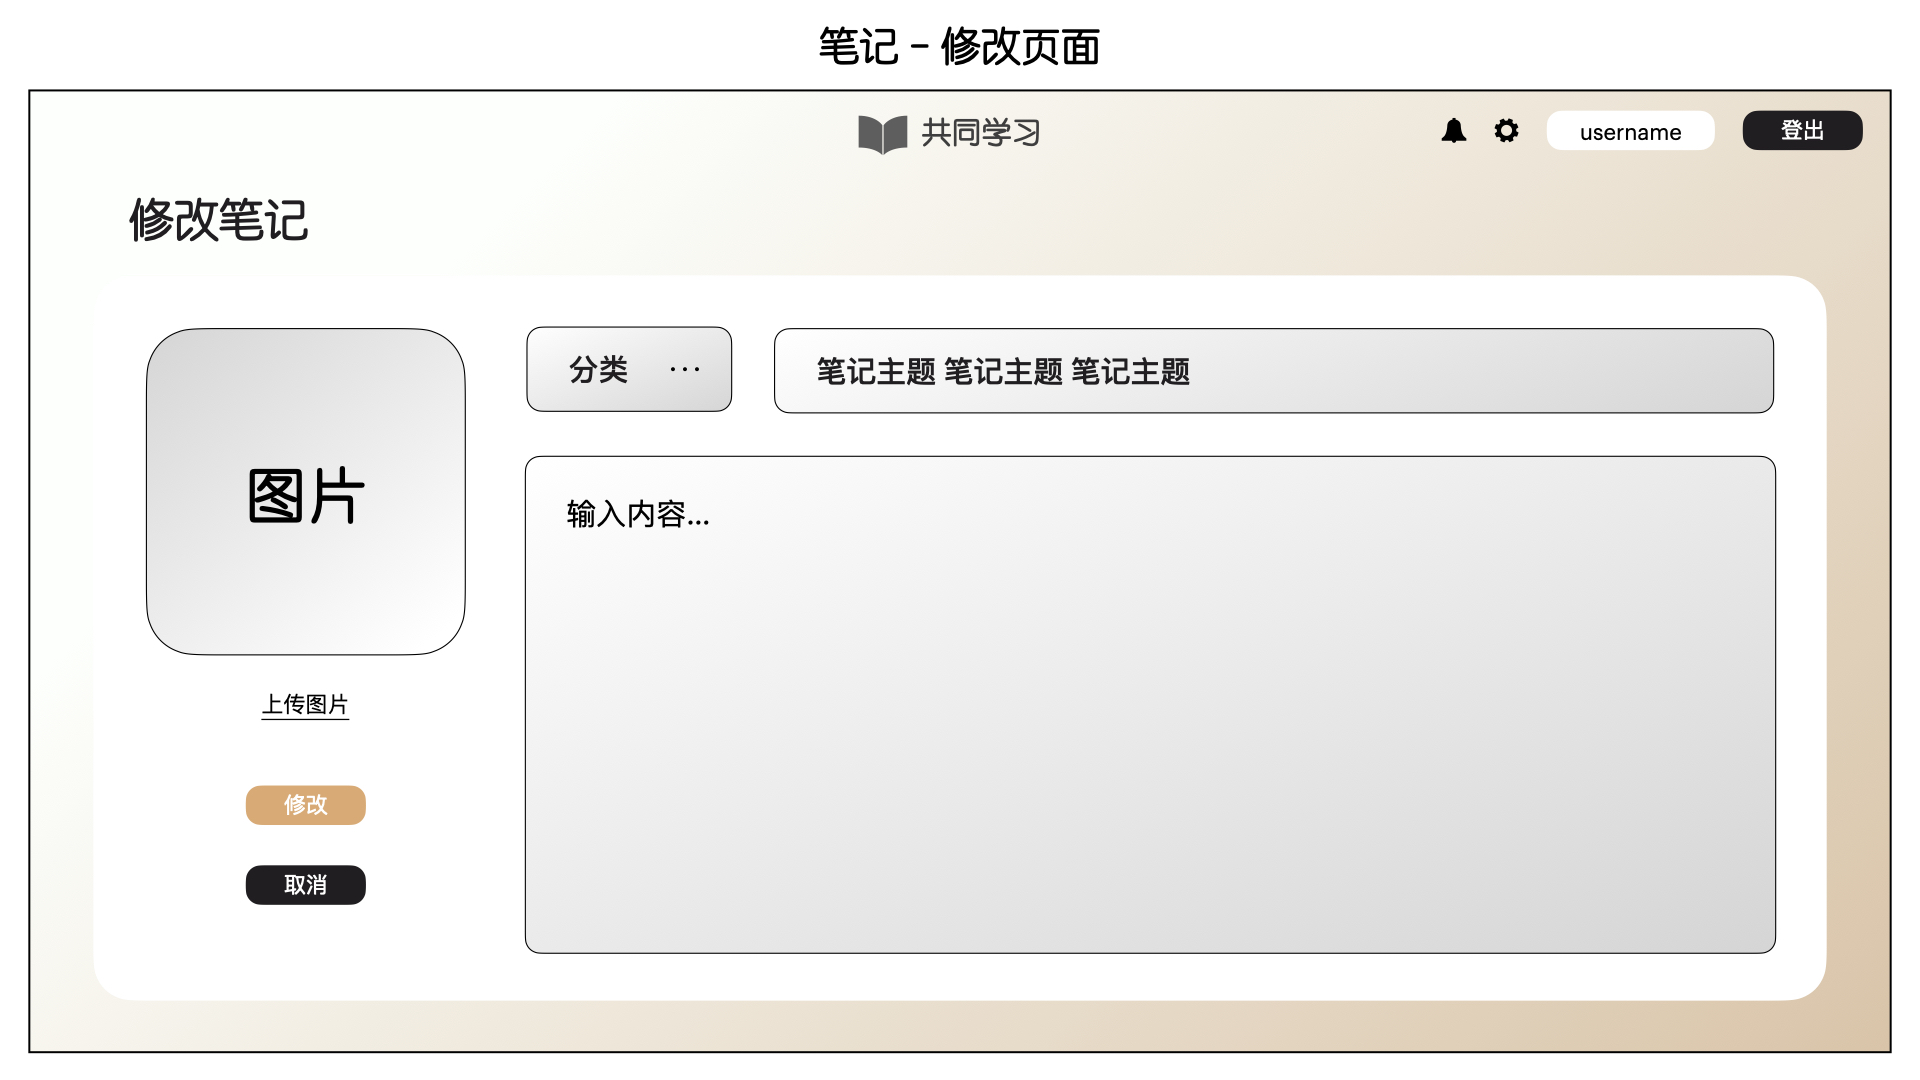 笔记 - 修改页面
共同学习
username
登出
修改笔记
分类 ···
笔记主题 笔记主题 笔记主题
图片
输入内容...
上传图片
修改
取消